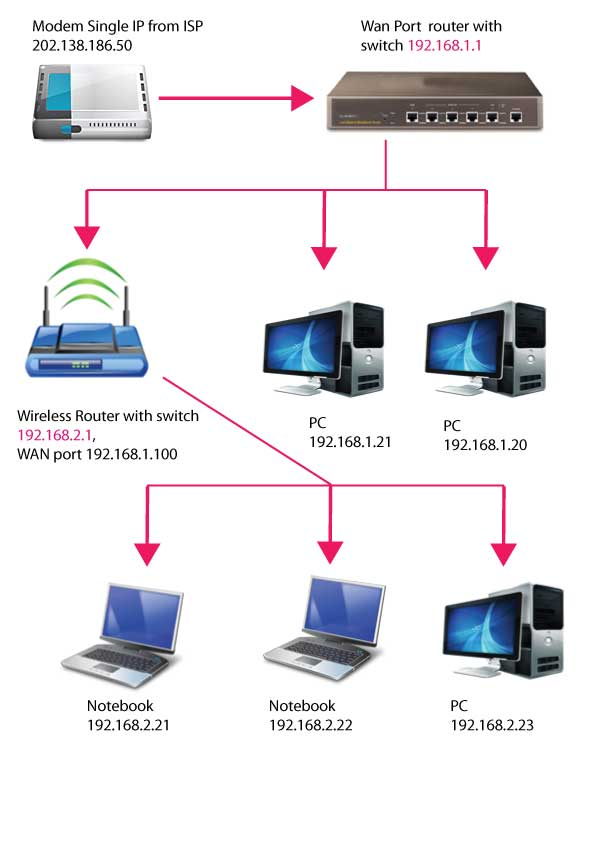 Modem Single IP from ISP
202.138.186.50
Wan Port router with
switch 192.168.1.1
Wireless Router with switch
192.168.2.1,
WAN port 192.168.1.100
PC
192.168.1.21
PC
192.168.1.20
Notebook
192.168.2.21
Notebook
192.168.2.22
PC
192.168.2.23